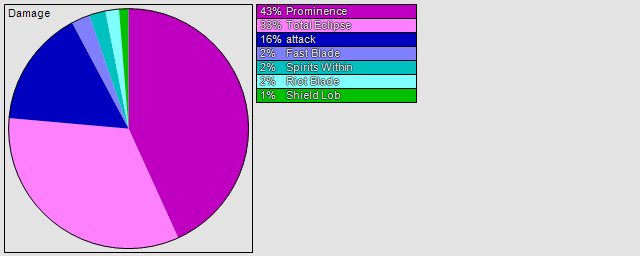 Damage
43% Prominence
33% Total Eclipse
16% attack
2% Fast Blade
2% Spirits Within
2% Riot Blade
1% Shield Lob